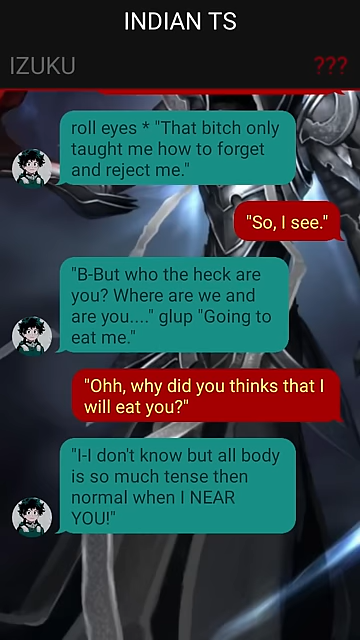 INDIAN TS
IZUKU ???
roll eyes * "That bitch only
taught me how to forget
and reject me."
"So, I see."
"B-But who the heck are
you? Where are we and
are you...." glup "Going to
eat me."
"Ohh, why did you thinks that I
will eat you?"
"I-I don't know but all body
is so much tense then
normal when I NEAR
YOU!"